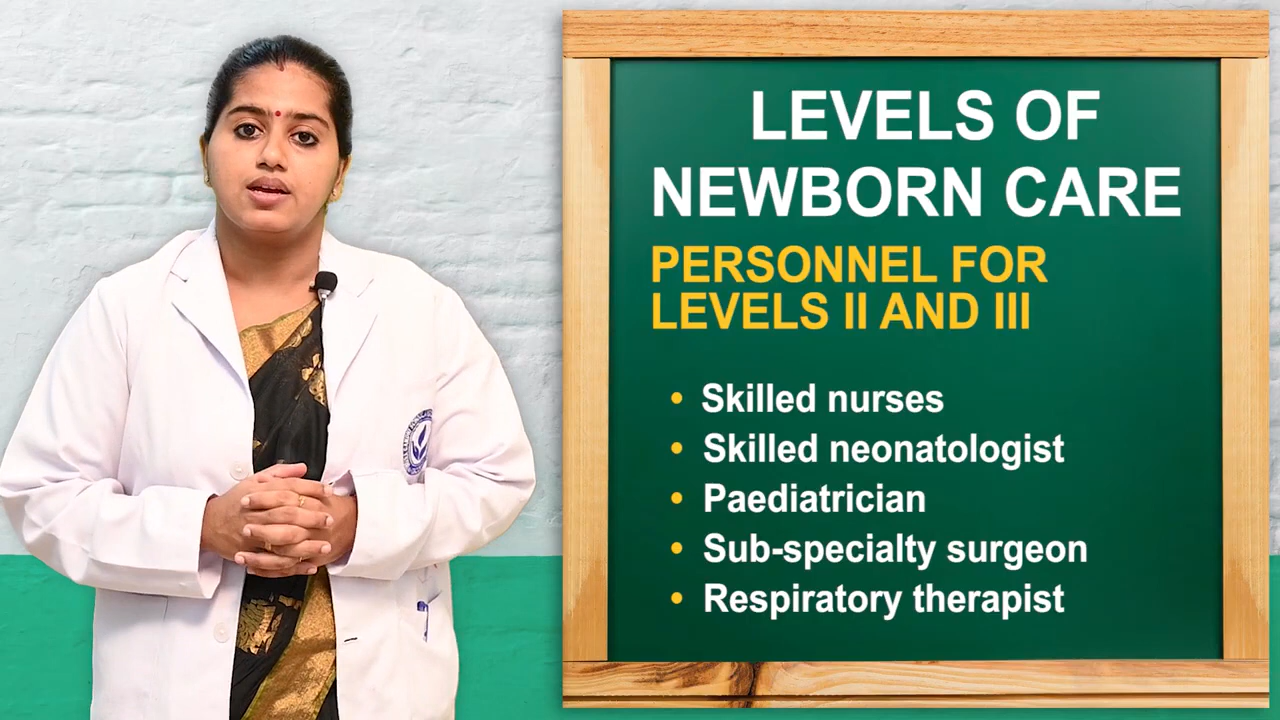 LEVELS OF
NEWBORN CARE
PERSONNEL FOR
LEVELS II AND III
• Skilled nurses
• Skilled neonatologist
• Paediatrician
• Sub-specialty surgeon
• Respiratory therapist